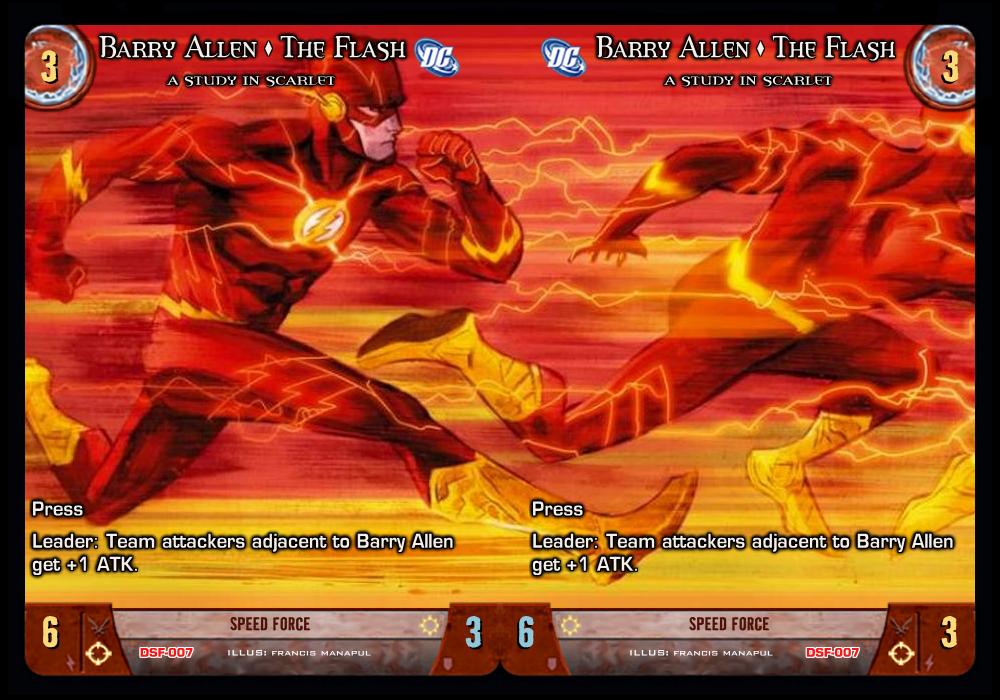 3
BARRY ALLEN ♦ THE FLASH
A STUDY IN SCARLET
DC
Press
Leader: Team attackers adjacent to Barry Allen
get +1 ATK.
6
SPEED FORCE
3
DSF-007
ILLUS: FRANCIS MANAPUL
DC
BARRY ALLEN ♦ THE FLASH
A STUDY IN SCARLET
3
Press
Leader: Team attackers adjacent to Barry Allen
get +1 ATK.
6
SPEED FORCE
3
ILLUS: FRANCIS MANAPUL
DSF-007